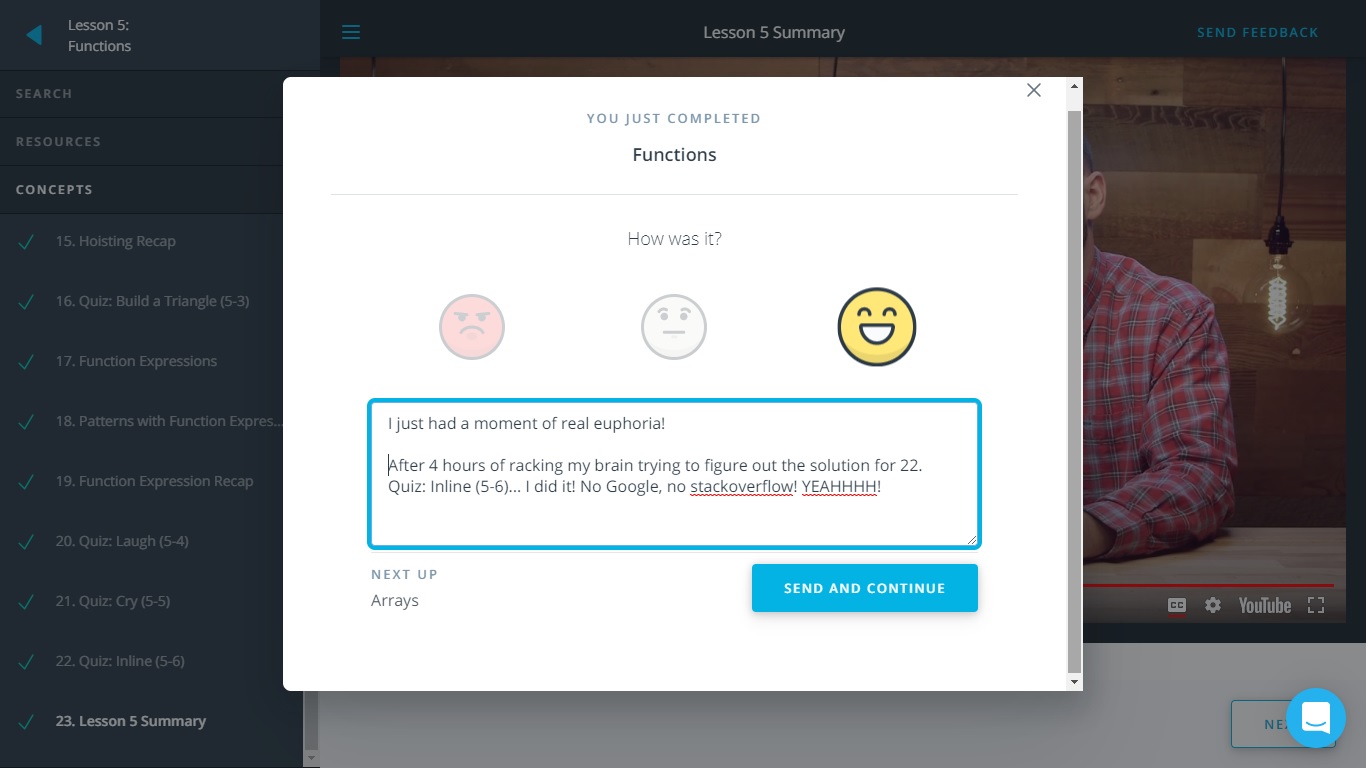 Lesson 5:
Functions
Lesson 5 Summary
SEND FEEDBACK
SEARCH
RESOURCES
CONCEPTS
15. Hoisting Recap
16. Quiz: Build a Triangle (5-3)
17. Function Expressions
18. Patterns with Function Expres...
19. Function Expression Recap
20. Quiz: Laugh (5-4)
21. Quiz: Cry (5-5)
22. Quiz: Inline (5-6)
23. Lesson 5 Summary
YOU JUST COMPLETED
Functions
How was it?
I just had a moment of real euphoria!
After 4 hours of racking my brain trying to figure out the solution for 22.
Quiz: Inline (5-6)... I did it! No Google, no stackoverflow! YEAHHHH!
NEXT UP
Arrays
SEND AND CONTINUE
CC
YouTube